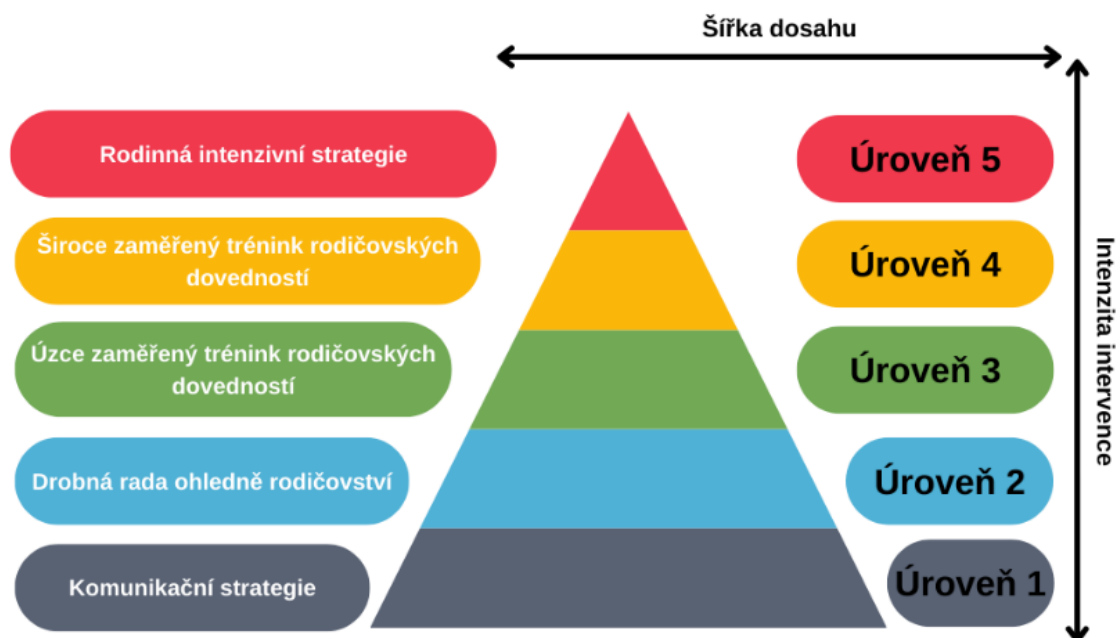 Šířka dosahu
Rodinná intenzivní strategie
Úroveň 5
Široce zaměřený trénink rodičovských
dovedností
Úroveň 4
Úzce zaměřený trénink rodičovských
dovedností
Úroveň 3
Drobná rada ohledně rodičovství
Úroveň 2
Komunikační strategie
Úroveň 1
Intenzita intervence